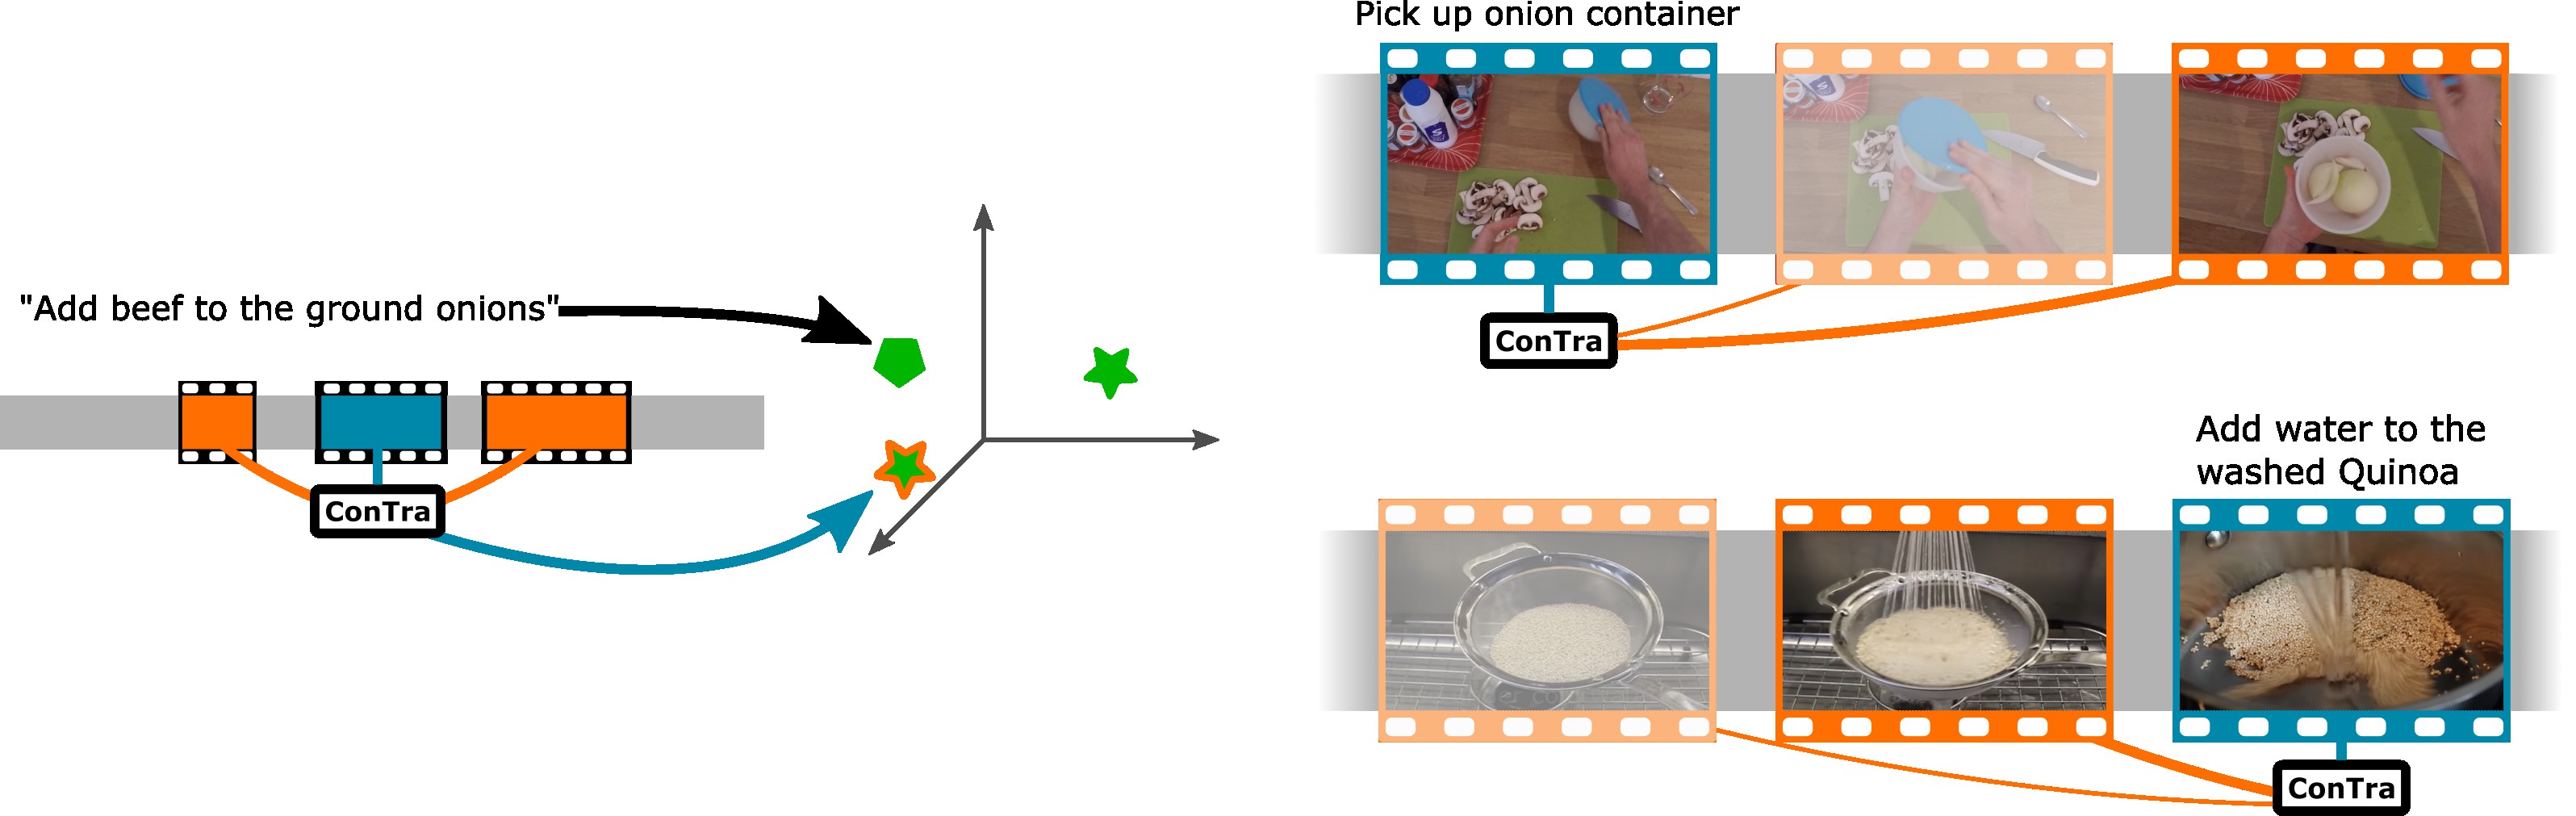 Pick up onion container
"Add beef to the ground onions"
ConTra
ConTra
Add water to the
washed Quinoa
ConTra